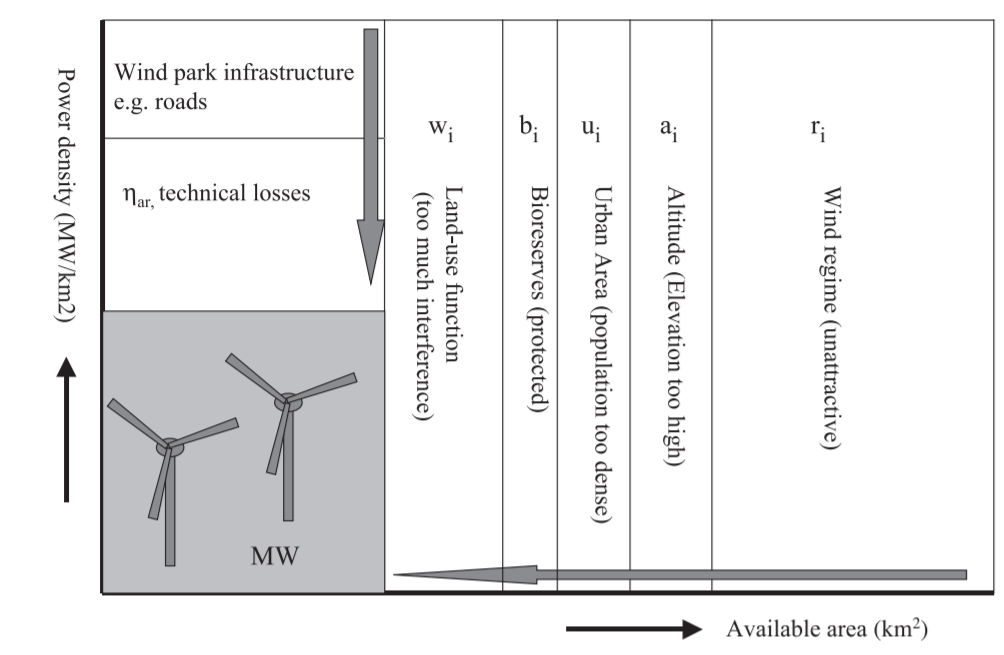 Power density (MW/km2)
Wind park infrastructure
e.g. roads
ηar, technical losses
MW
wi
Land-use function
(too much interference)
bi
Bioreserves (protected)
ui
Urban Area (population too dense)
ai
Altitude (Elevation too high)
ri
Wind regime (unattractive)
Available area (km²)